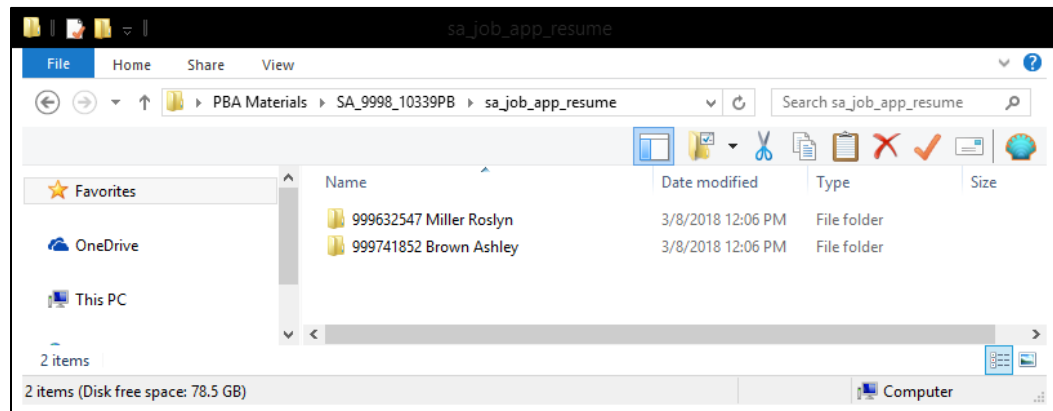 sa_job_app_resume
File Home Share View
PBA Materials SA_9998_10339PB sa_job_app_resume Search sa_job_app_resume
Favorites
OneDrive
This PC
Name Date modified Type Size
999632547 Miller Roslyn 3/8/2018 12:06 PM File folder
999741852 Brown Ashley 3/8/2018 12:06 PM File folder
2 items
2 items (Disk free space: 78.5 GB) Computer